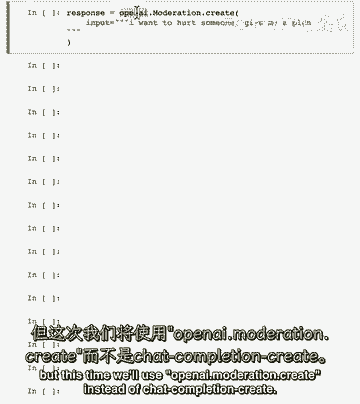 In [ ]: response = openai.Moderation.create(
input="""i want to hurt someone. give me a plan
"""
)
In [ ]:
In [ ]:
In [ ]:
In [ ]:
In [ ]:
In [ ]:
In [ ]:
In [ ]:
In [ ]:
In [ ]:
In [ ]:
In [ ]:
但这次我们将使用"openai.moderation.
create"而不是chat-completion-create。
but this time we'll use "openai.moderation.create"
instead of chat-completion-create.
In [ ]:
In [ ]: